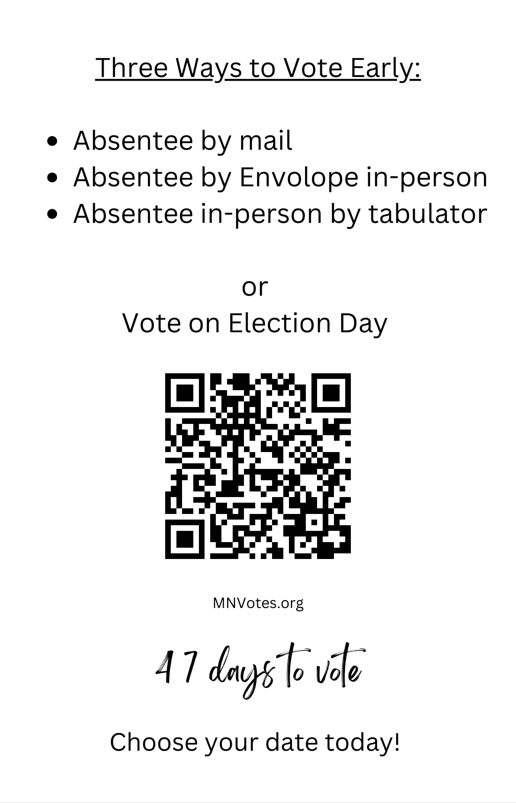 Three Ways to Vote Early:
• Absentee by mail
• Absentee by Envolope in-person
• Absentee in-person by tabulator
or
Vote on Election Day
MNVotes.org
47 days to vote
Choose your date today!